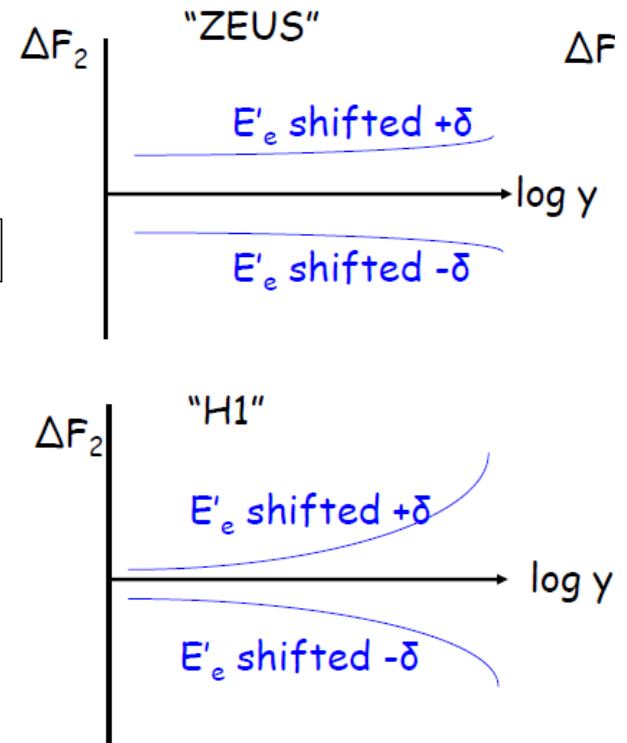 “ZEUS”
ΔF₂
ΔF
E'ₑ shifted +δ
log y
E'ₑ shifted -δ
“H1”
ΔF₂
E'ₑ shifted +δ
log y
E'ₑ shifted -δ